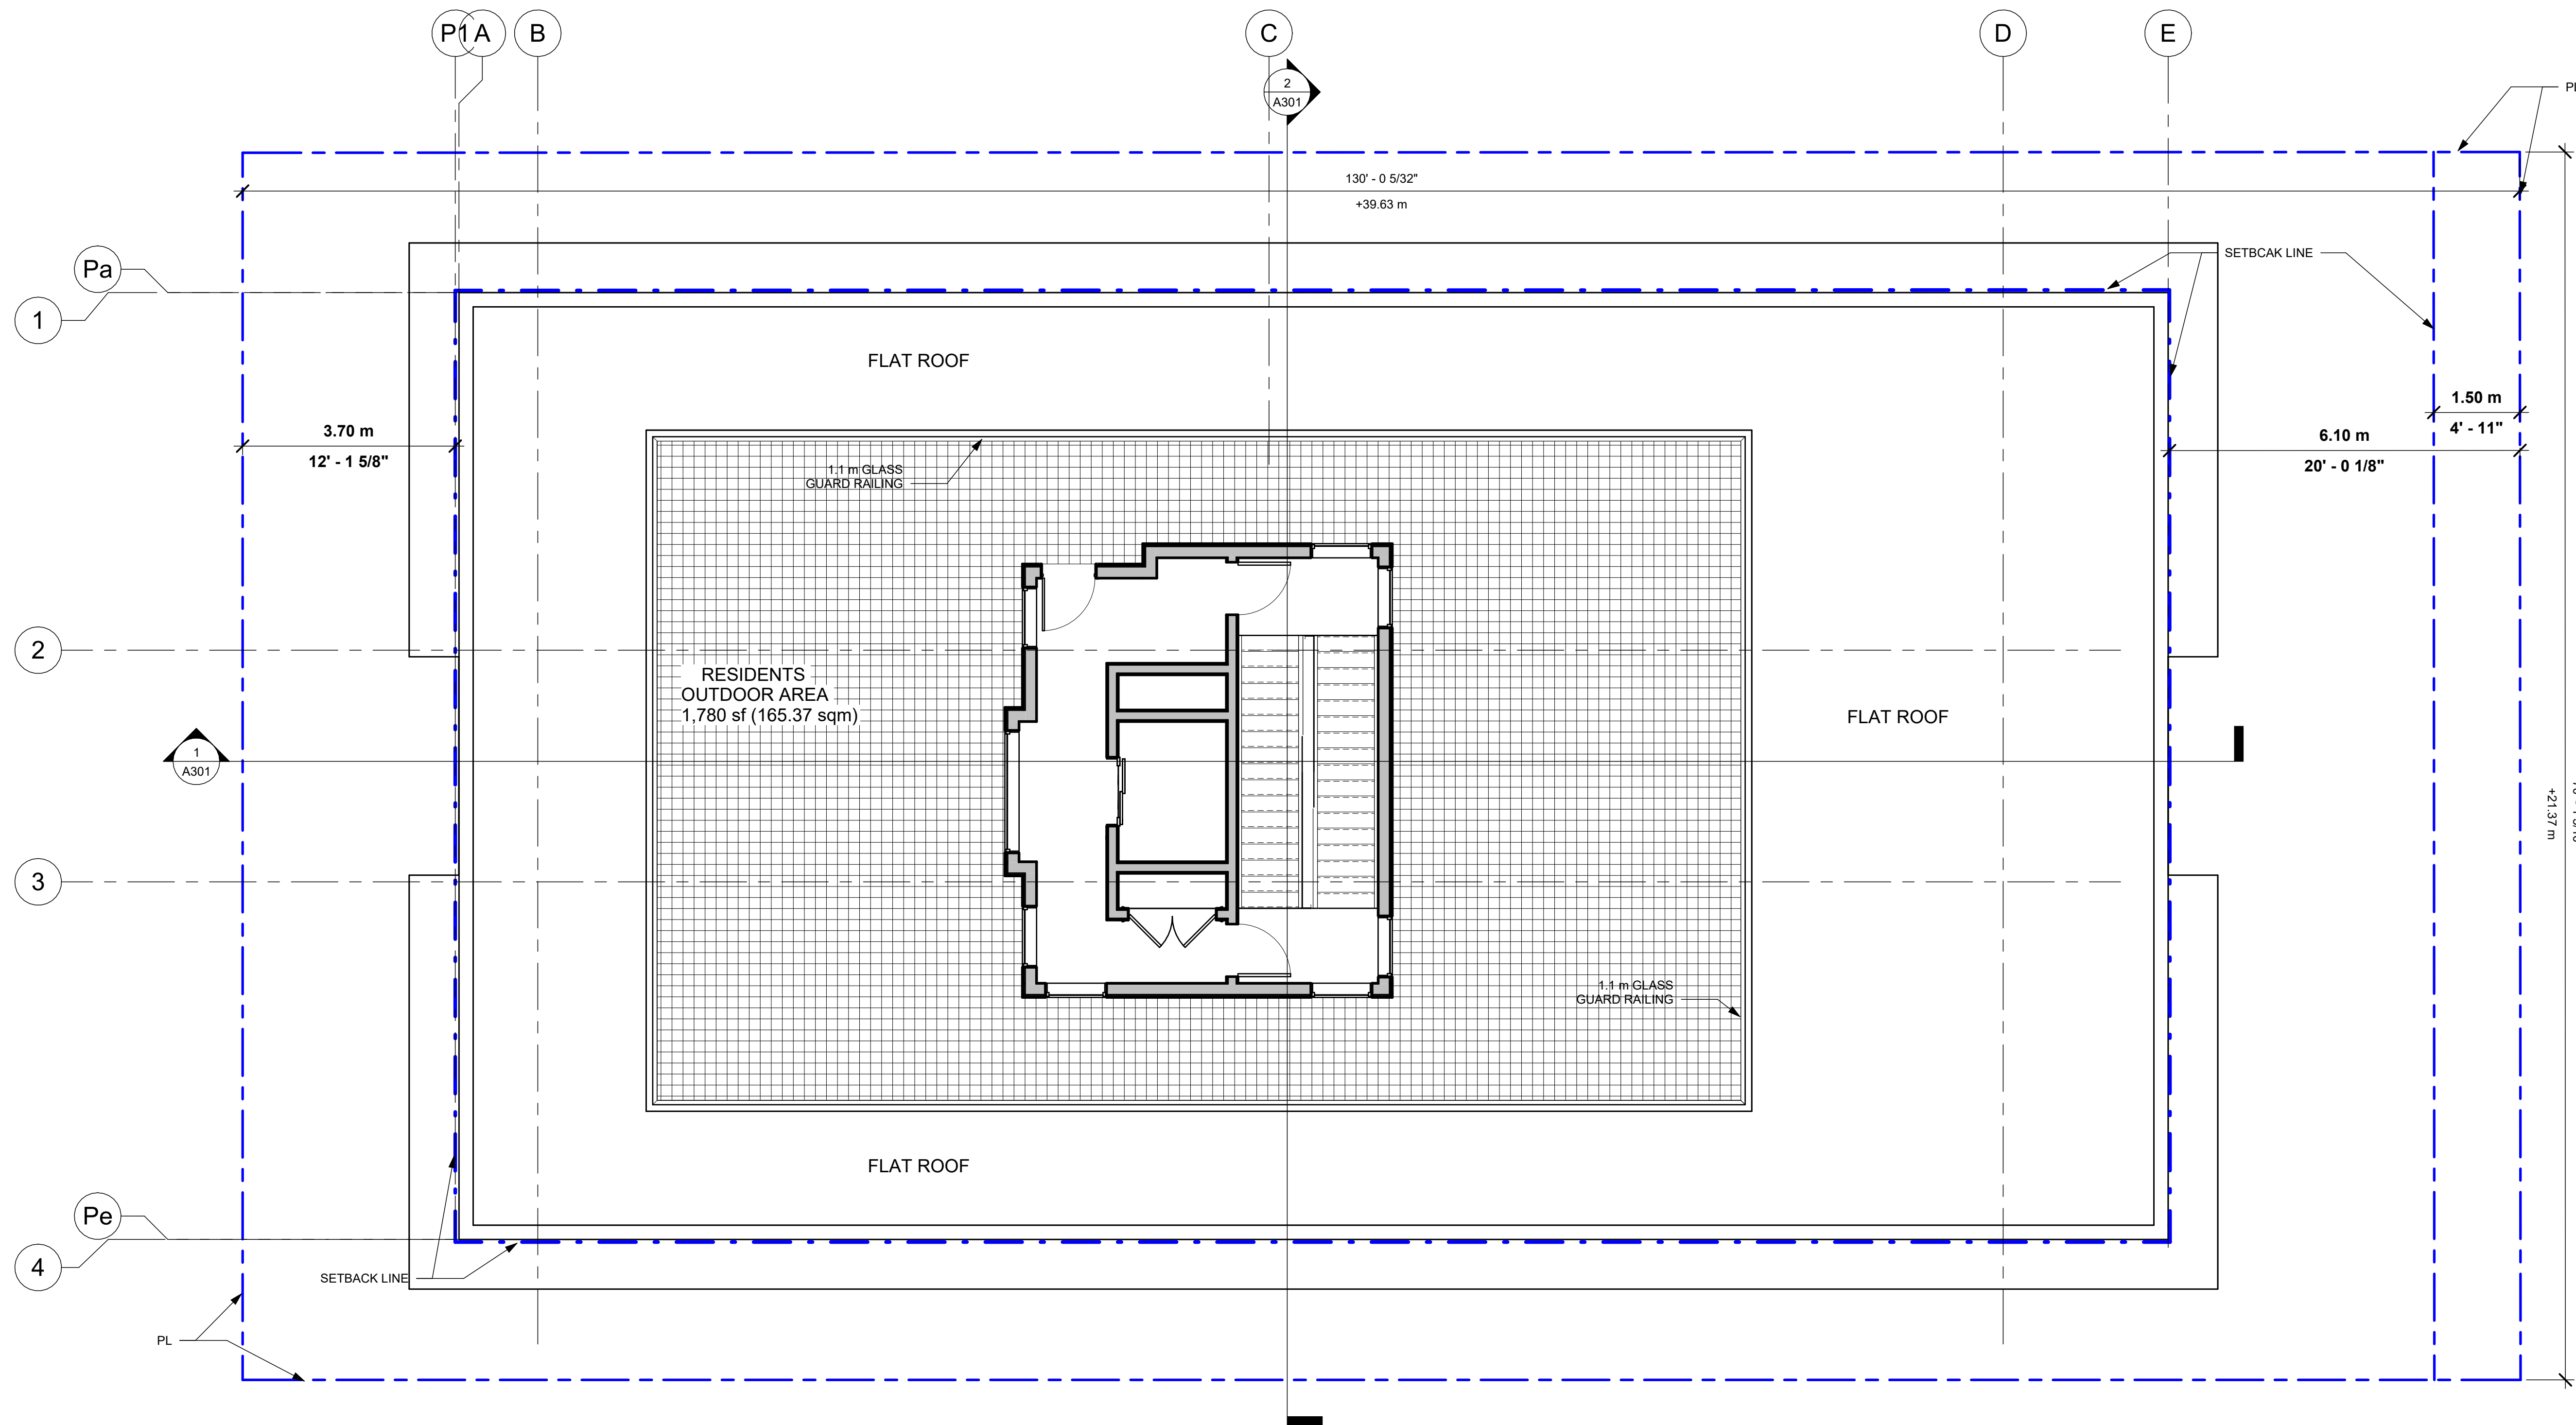 P1
A
B
C
D
E
2
A301
130' - 0 5/32"
+39.63 m
Pa
1
SETBCAK LINE
FLAT ROOF
3.70 m
12' - 1 5/8"
1.50 m
4' - 11"
6.10 m
20' - 0 1/8"
1.1 m GLASS
GUARD RAILING
2
RESIDENTS
OUTDOOR AREA
1,780 sf (165.37 sqm)
FLAT ROOF
1
A301
+21.37 m
3
1.1 m GLASS
GUARD RAILING
FLAT ROOF
Pe
4
SETBACK LINE
PL